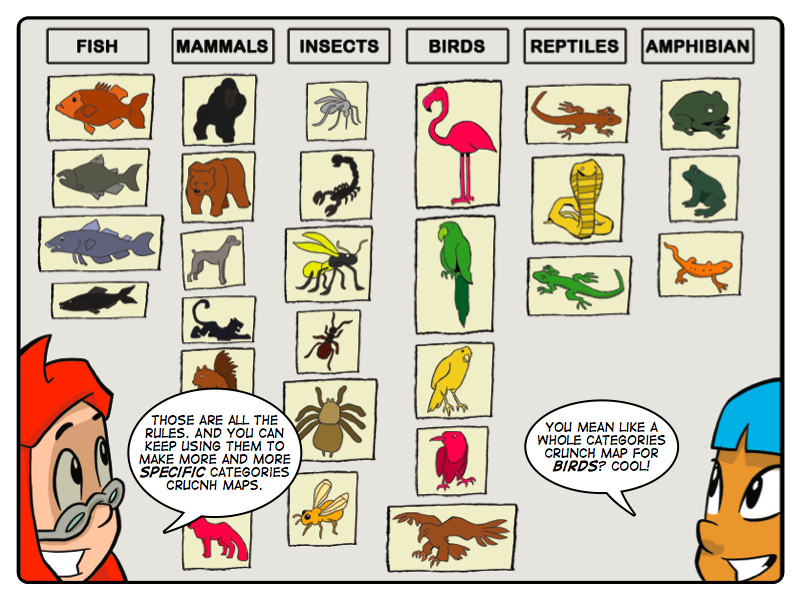 FISH
MAMMALS
INSECTS
BIRDS
REPTILES
AMPHIBIAN
THOSE ARE ALL THE
RULES. AND YOU CAN
KEEP USING THEM TO
MAKE MORE AND MORE
SPECIFIC CATEGORIES
CRUCNH MAPS.
YOU MEAN LIKE A
WHOLE CATEGORIES
CRUNCH MAP FOR
BIRDS? COOL!